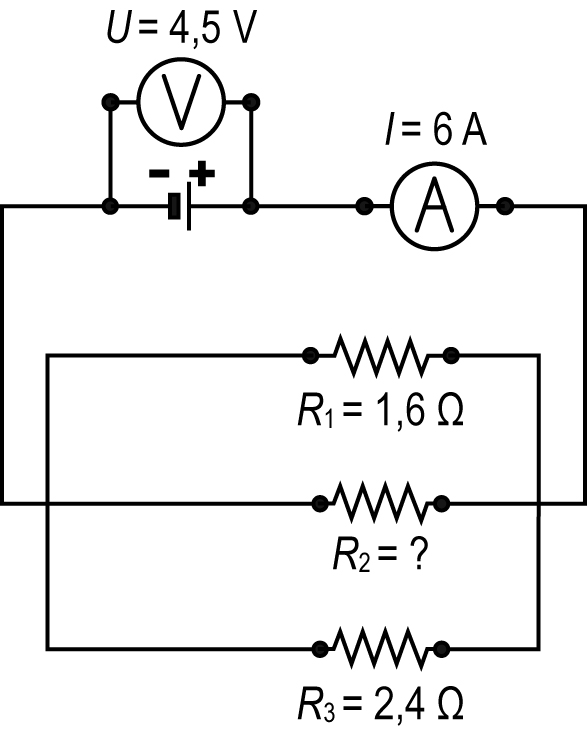 U = 4,5 V
V
- +
I = 6 A
A
R1 = 1,6 Ω
R2 = ?
R3 = 2,4 Ω